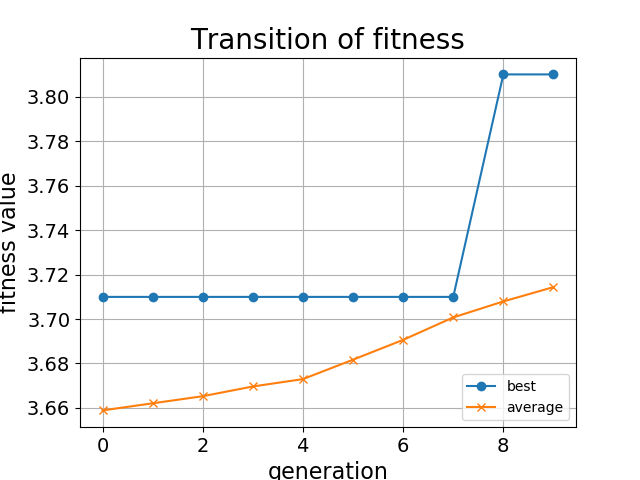 Transition of fitness
fitness value
3.80
3.78
3.76
3.74
3.72
3.70
3.68
3.66
0 2 4 6 8
generation
best
average